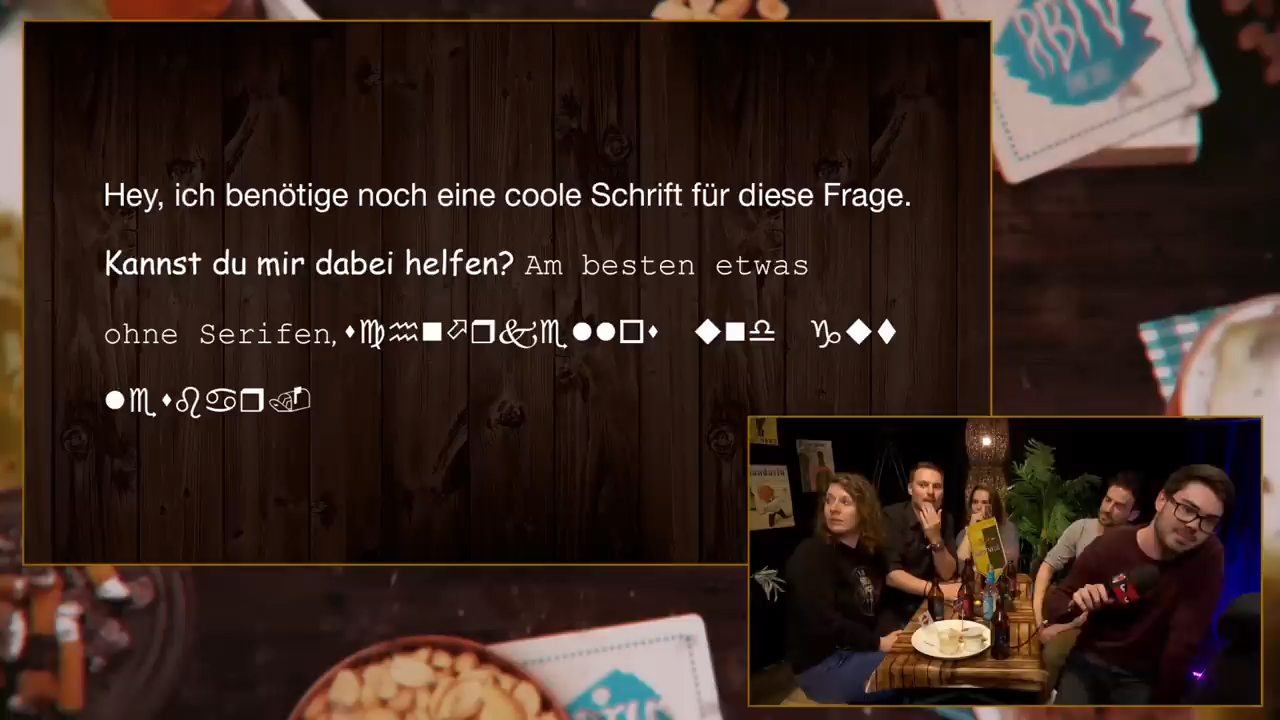 Hey, ich benötige noch eine coole Schrift für diese Frage.
Kannst du mir dabei helfen? Am besten etwas
ohne Serifen, ⬧♍♒■⬀❒🙵♏●●□⬧ ◆■♎ ♑◆⧫
●♏⬧♌♋❒📄
RBTV